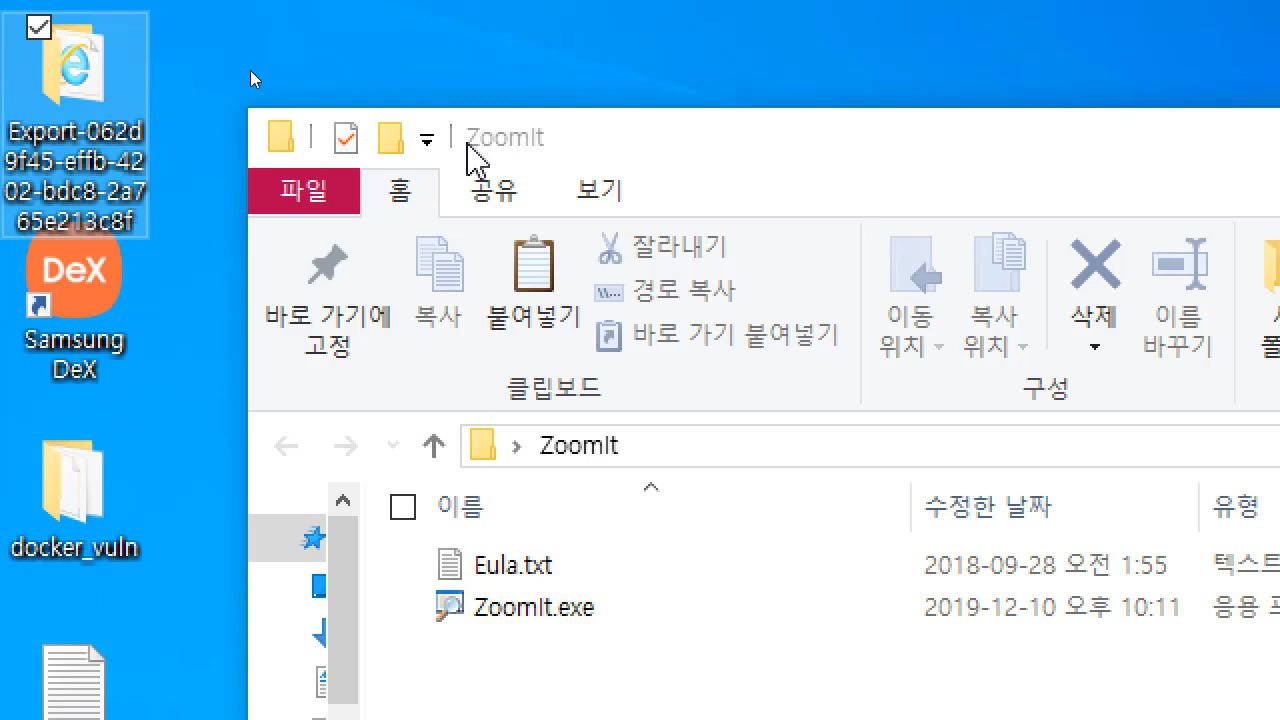 Export-062d
9f45-effb-42
02-bdc8-2a7
65e213c8f
DeX
Samsung
DeX
docker_vuln
ZoomIt
파일 홈 공유 보기
바로 가기에
고정
복사
붙여넣기
잘라내기
경로 복사
바로 가기 붙여넣기
클립보드
이동
위치
복사
위치
삭제
이름
바꾸기
구성
ZoomIt
이름 수정한 날짜 유형
Eula.txt 2018-09-28 오전 1:55 텍스트
ZoomIt.exe 2019-12-10 오후 10:11 응용